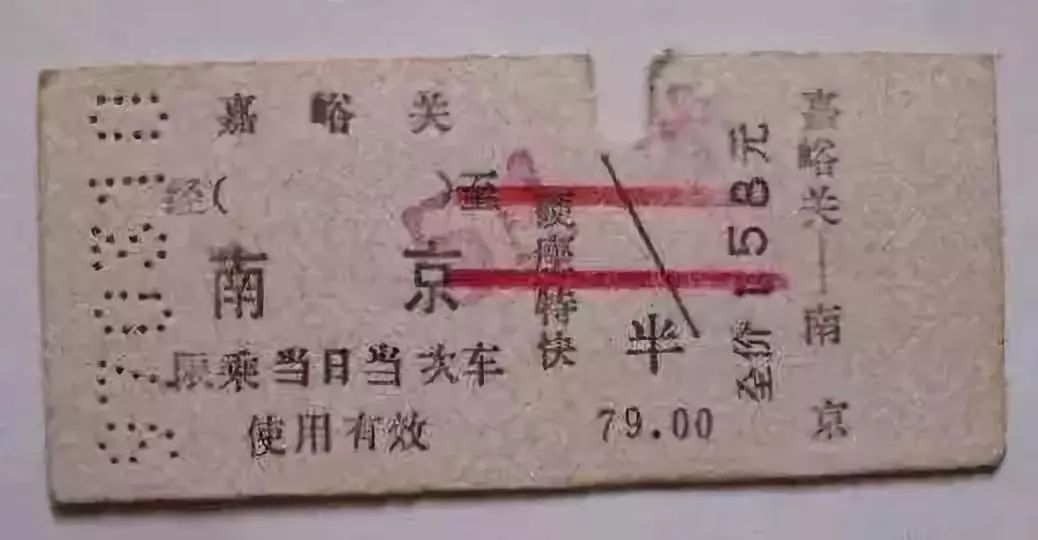 嘉峪关
经( )至
南京
限乘当日当次车
使用有效
硬座特快
半
79.00
全价158元
嘉峪关—南京